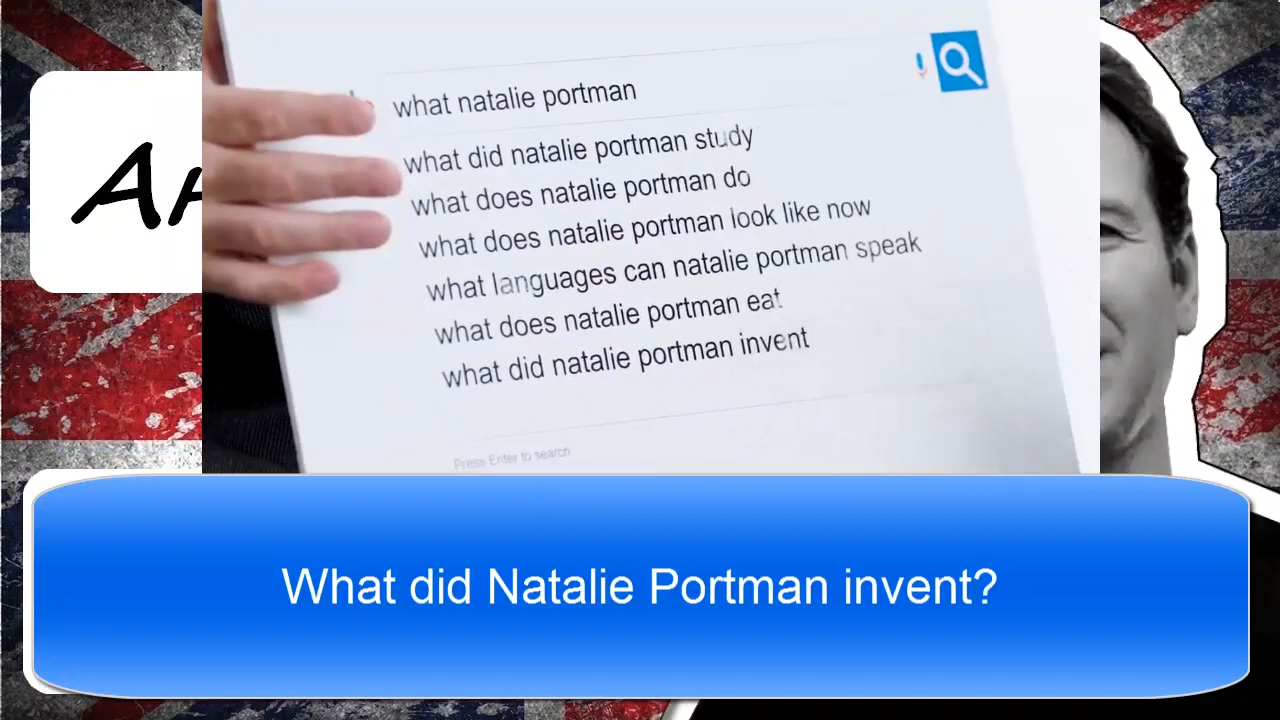 what natalie portman
what did natalie portman study
what does natalie portman do
what does natalie portman look like now
what languages can natalie portman speak
what does natalie portman eat
what did natalie portman invent
Press Enter to search
What did Natalie Portman invent?